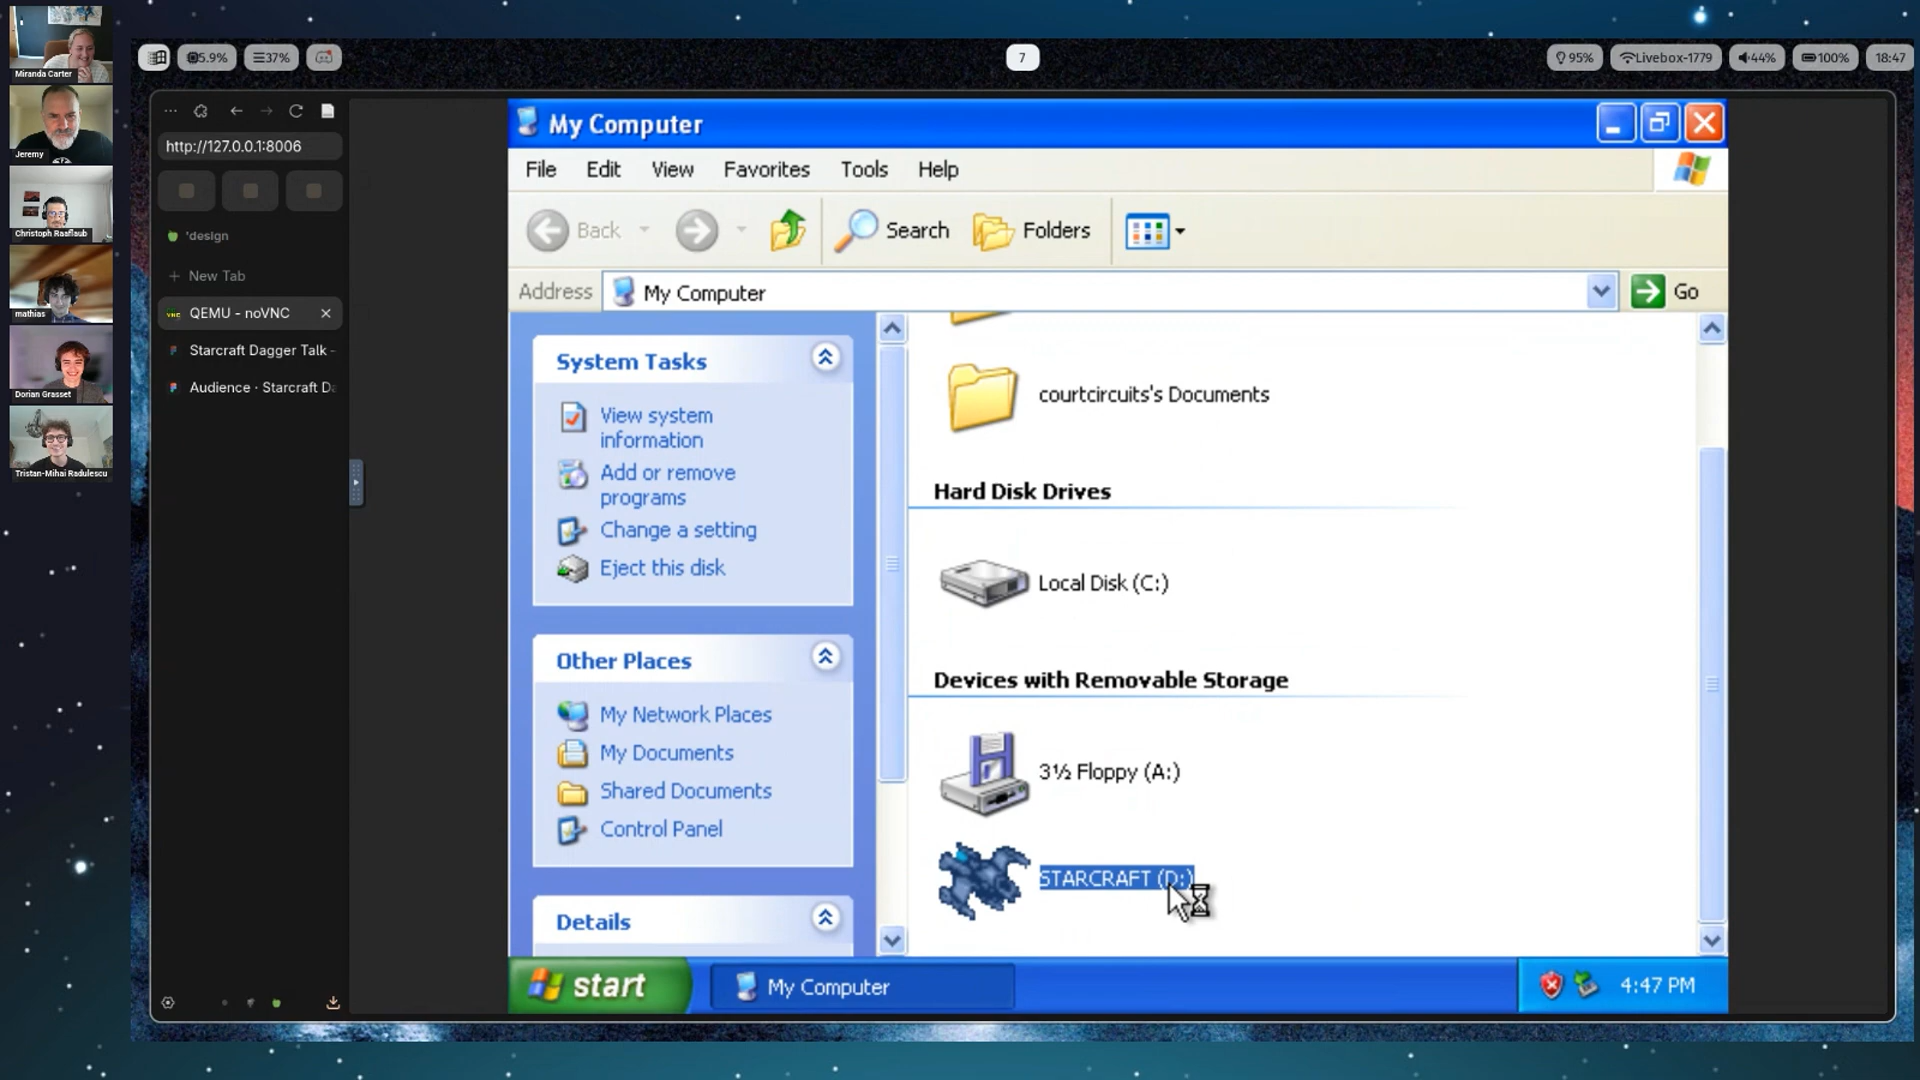 Miranda Carter
Jeremy
Christoph Raaflaub
mathias
Dorian Grasset
Tristan-Mihai Radulescu
5.9%
37%
7
95%
Livebox-1779
44%
100%
18:47
http://127.0.0.1:8006
'design
New Tab
QEMU - noVNC
Starcraft Dagger Talk -
Audience · Starcraft Da
My Computer
File Edit View Favorites Tools Help
Back Search Folders
Address My Computer Go
System Tasks
View system
information
Add or remove
programs
Change a setting
Eject this disk
Other Places
My Network Places
My Documents
Shared Documents
Control Panel
Details
courtcircuits's Documents
Hard Disk Drives
Local Disk (C:)
Devices with Removable Storage
3½ Floppy (A:)
STARCRAFT (D:)
start
My Computer
4:47 PM